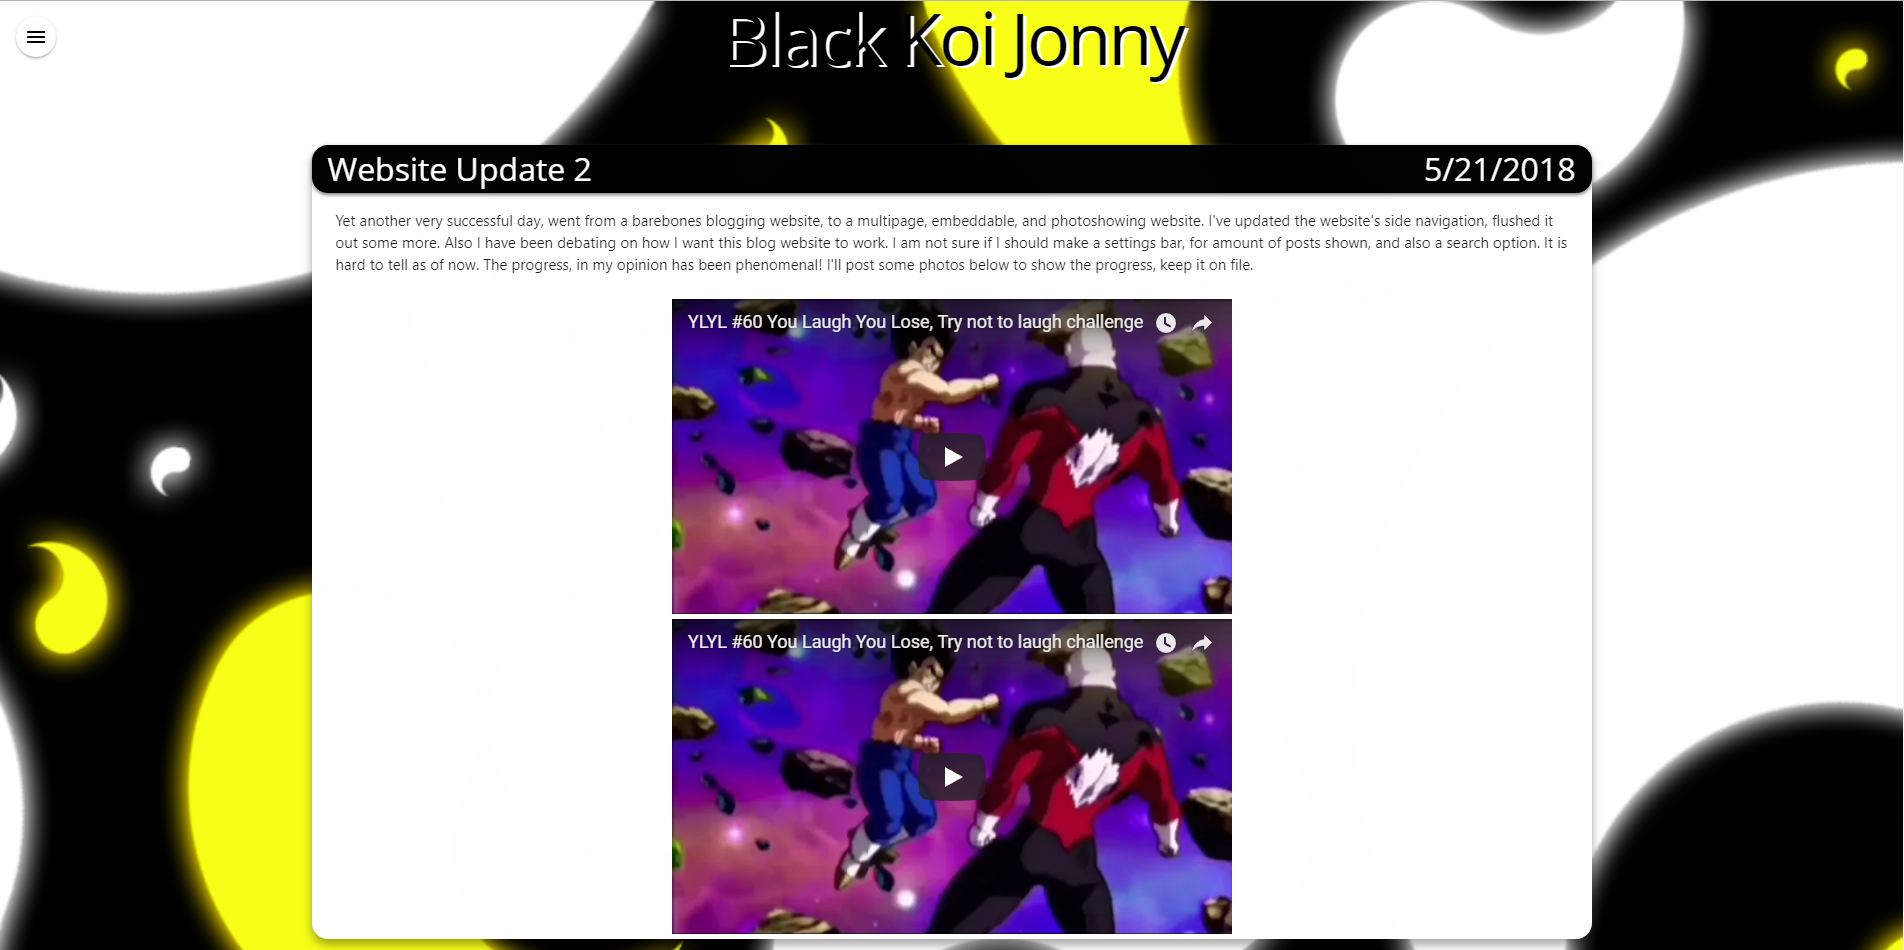 Black Koi Jonny
Website Update 2 5/21/2018
Yet another very successful day, went from a barebones blogging website, to a multipage, embeddable, and photoshowing website. I've updated the website's side navigation, flushed it
out some more. Also I have been debating on how I want this blog website to work. I am not sure if I should make a settings bar, for amount of posts shown, and also a search option. It is
hard to tell as of now. The progress, in my opinion has been phenomenal! I'll post some photos below to show the progress, keep it on file.
YLYL #60 You Laugh You Lose, Try not to laugh challenge
YLYL #60 You Laugh You Lose, Try not to laugh challenge